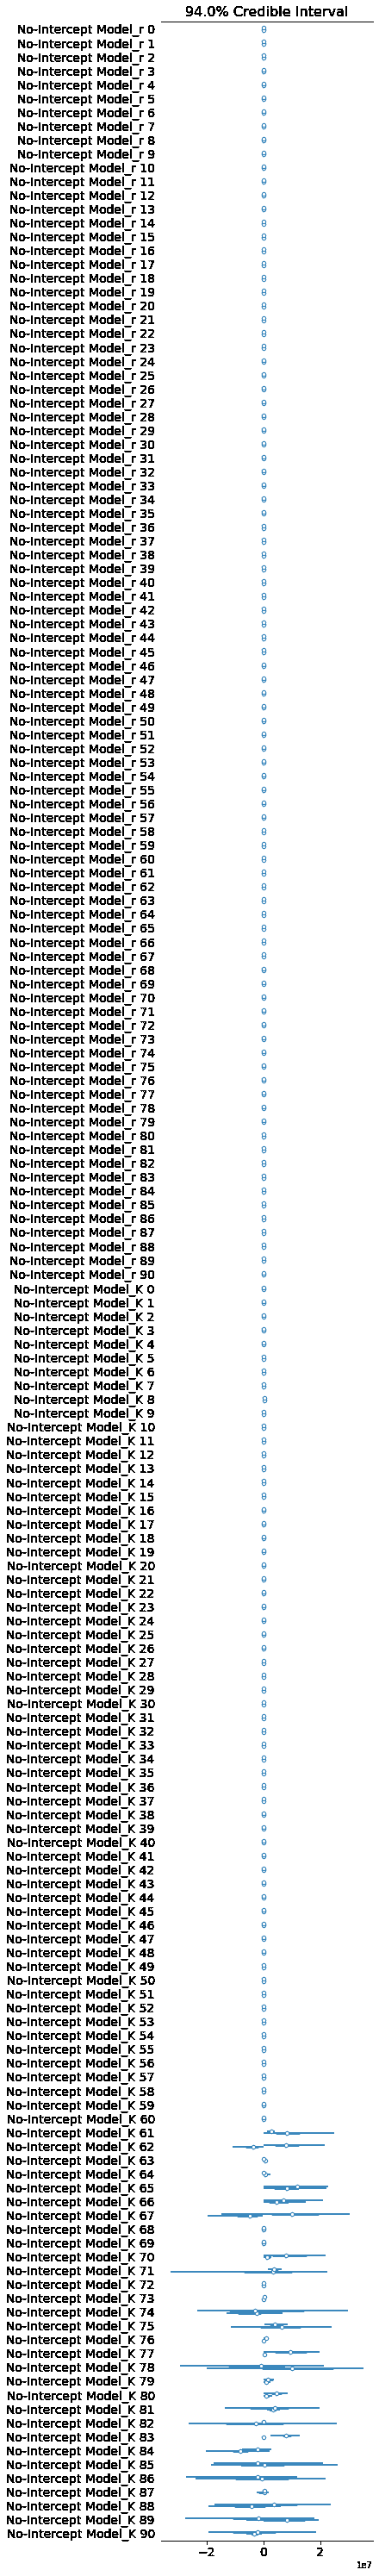 94.0% Credible Interval
No-Intercept Model_r 0
No-Intercept Model_r 1
No-Intercept Model_r 2
No-Intercept Model_r 3
No-Intercept Model_r 4
No-Intercept Model_r 5
No-Intercept Model_r 6
No-Intercept Model_r 7
No-Intercept Model_r 8
No-Intercept Model_r 9
No-Intercept Model_r 10
No-Intercept Model_r 11
No-Intercept Model_r 12
No-Intercept Model_r 13
No-Intercept Model_r 14
No-Intercept Model_r 15
No-Intercept Model_r 16
No-Intercept Model_r 17
No-Intercept Model_r 18
No-Intercept Model_r 19
No-Intercept Model_r 20
No-Intercept Model_r 21
No-Intercept Model_r 22
No-Intercept Model_r 23
No-Intercept Model_r 24
No-Intercept Model_r 25
No-Intercept Model_r 26
No-Intercept Model_r 27
No-Intercept Model_r 28
No-Intercept Model_r 29
No-Intercept Model_r 30
No-Intercept Model_r 31
No-Intercept Model_r 32
No-Intercept Model_r 33
No-Intercept Model_r 34
No-Intercept Model_r 35
No-Intercept Model_r 36
No-Intercept Model_r 37
No-Intercept Model_r 38
No-Intercept Model_r 39
No-Intercept Model_r 40
No-Intercept Model_r 41
No-Intercept Model_r 42
No-Intercept Model_r 43
No-Intercept Model_r 44
No-Intercept Model_r 45
No-Intercept Model_r 46
No-Intercept Model_r 47
No-Intercept Model_r 48
No-Intercept Model_r 49
No-Intercept Model_r 50
No-Intercept Model_r 51
No-Intercept Model_r 52
No-Intercept Model_r 53
No-Intercept Model_r 54
No-Intercept Model_r 55
No-Intercept Model_r 56
No-Intercept Model_r 57
No-Intercept Model_r 58
No-Intercept Model_r 59
No-Intercept Model_r 60
No-Intercept Model_r 61
No-Intercept Model_r 62
No-Intercept Model_r 63
No-Intercept Model_r 64
No-Intercept Model_r 65
No-Intercept Model_r 66
No-Intercept Model_r 67
No-Intercept Model_r 68
No-Intercept Model_r 69
No-Intercept Model_r 70
No-Intercept Model_r 71
No-Intercept Model_r 72
No-Intercept Model_r 73
No-Intercept Model_r 74
No-Intercept Model_r 75
No-Intercept Model_r 76
No-Intercept Model_r 77
No-Intercept Model_r 78
No-Intercept Model_r 79
No-Intercept Model_r 80
No-Intercept Model_r 81
No-Intercept Model_r 82
No-Intercept Model_r 83
No-Intercept Model_r 84
No-Intercept Model_r 85
No-Intercept Model_r 86
No-Intercept Model_r 87
No-Intercept Model_r 88
No-Intercept Model_r 89
No-Intercept Model_r 90
No-Intercept Model_K 0
No-Intercept Model_K 1
No-Intercept Model_K 2
No-Intercept Model_K 3
No-Intercept Model_K 4
No-Intercept Model_K 5
No-Intercept Model_K 6
No-Intercept Model_K 7
No-Intercept Model_K 8
No-Intercept Model_K 9
No-Intercept Model_K 10
No-Intercept Model_K 11
No-Intercept Model_K 12
No-Intercept Model_K 13
No-Intercept Model_K 14
No-Intercept Model_K 15
No-Intercept Model_K 16
No-Intercept Model_K 17
No-Intercept Model_K 18
No-Intercept Model_K 19
No-Intercept Model_K 20
No-Intercept Model_K 21
No-Intercept Model_K 22
No-Intercept Model_K 23
No-Intercept Model_K 24
No-Intercept Model_K 25
No-Intercept Model_K 26
No-Intercept Model_K 27
No-Intercept Model_K 28
No-Intercept Model_K 29
No-Intercept Model_K 30
No-Intercept Model_K 31
No-Intercept Model_K 32
No-Intercept Model_K 33
No-Intercept Model_K 34
No-Intercept Model_K 35
No-Intercept Model_K 36
No-Intercept Model_K 37
No-Intercept Model_K 38
No-Intercept Model_K 39
No-Intercept Model_K 40
No-Intercept Model_K 41
No-Intercept Model_K 42
No-Intercept Model_K 43
No-Intercept Model_K 44
No-Intercept Model_K 45
No-Intercept Model_K 46
No-Intercept Model_K 47
No-Intercept Model_K 48
No-Intercept Model_K 49
No-Intercept Model_K 50
No-Intercept Model_K 51
No-Intercept Model_K 52
No-Intercept Model_K 53
No-Intercept Model_K 54
No-Intercept Model_K 55
No-Intercept Model_K 56
No-Intercept Model_K 57
No-Intercept Model_K 58
No-Intercept Model_K 59
No-Intercept Model_K 60
No-Intercept Model_K 61
No-Intercept Model_K 62
No-Intercept Model_K 63
No-Intercept Model_K 64
No-Intercept Model_K 65
No-Intercept Model_K 66
No-Intercept Model_K 67
No-Intercept Model_K 68
No-Intercept Model_K 69
No-Intercept Model_K 70
No-Intercept Model_K 71
No-Intercept Model_K 72
No-Intercept Model_K 73
No-Intercept Model_K 74
No-Intercept Model_K 75
No-Intercept Model_K 76
No-Intercept Model_K 77
No-Intercept Model_K 78
No-Intercept Model_K 79
No-Intercept Model_K 80
No-Intercept Model_K 81
No-Intercept Model_K 82
No-Intercept Model_K 83
No-Intercept Model_K 84
No-Intercept Model_K 85
No-Intercept Model_K 86
No-Intercept Model_K 87
No-Intercept Model_K 88
No-Intercept Model_K 89
No-Intercept Model_K 90
−2 0 2
1e7